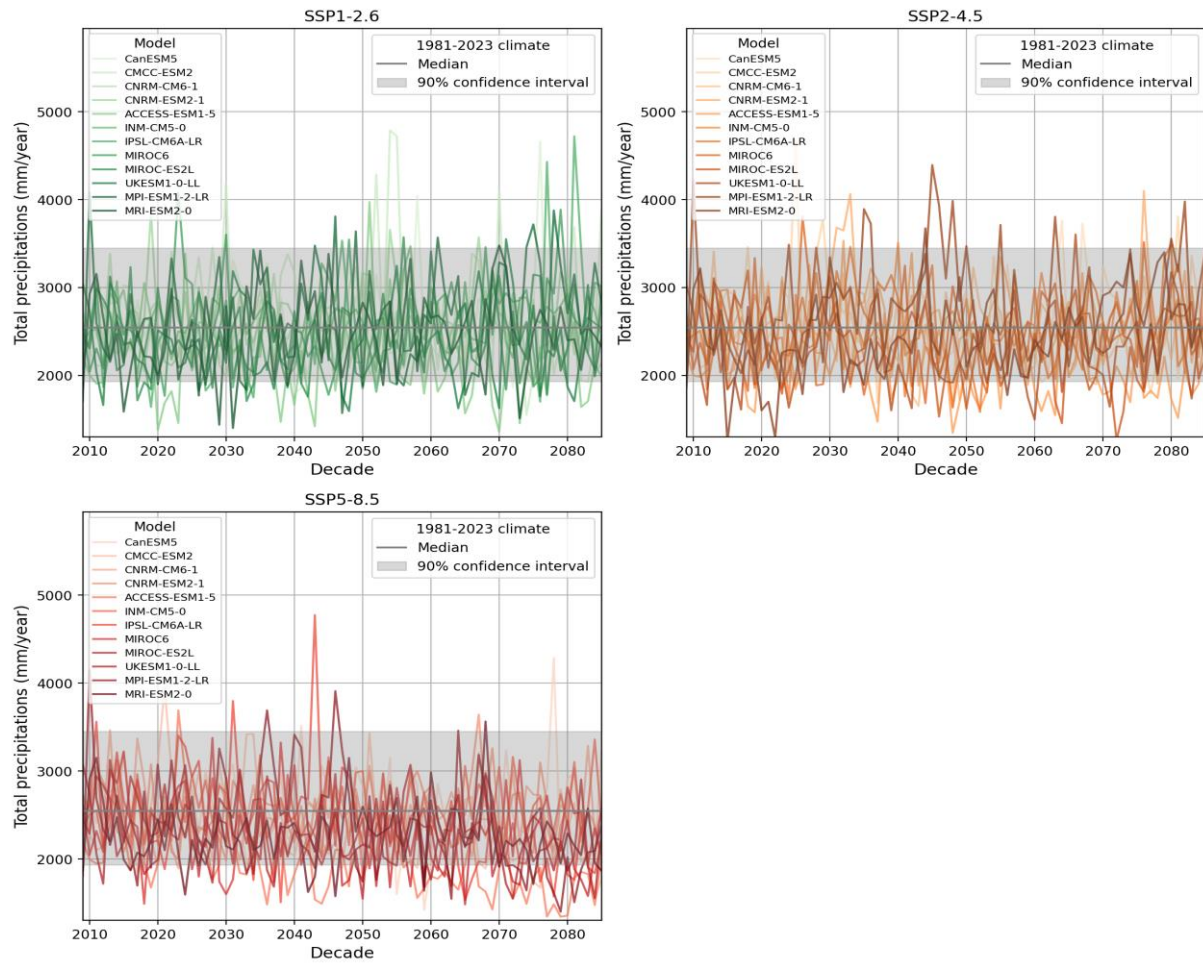 SSP1-2.6
Total precipitations (mm/year)
5000
4000
3000
2000
Model
CanESM5
CMCC-ESM2
CNRM-CM6-1
CNRM-ESM2-1
ACCESS-ESM1-5
INM-CM5-0
IPSL-CM6A-LR
MIROC6
MIROC-ES2L
UKESM1-0-LL
MPI-ESM1-2-LR
MRI-ESM2-0
1981-2023 climate
Median
90% confidence interval
2010 2020 2030 2040 2050 2060 2070 2080
Decade
SSP2-4.5
Total precipitations (mm/year)
5000
4000
3000
2000
Model
CanESM5
CMCC-ESM2
CNRM-CM6-1
CNRM-ESM2-1
ACCESS-ESM1-5
INM-CM5-0
IPSL-CM6A-LR
MIROC6
MIROC-ES2L
UKESM1-0-LL
MPI-ESM1-2-LR
MRI-ESM2-0
1981-2023 climate
Median
90% confidence interval
2010 2020 2030 2040 2050 2060 2070 2080
Decade
SSP5-8.5
Total precipitations (mm/year)
5000
4000
3000
2000
Model
CanESM5
CMCC-ESM2
CNRM-CM6-1
CNRM-ESM2-1
ACCESS-ESM1-5
INM-CM5-0
IPSL-CM6A-LR
MIROC6
MIROC-ES2L
UKESM1-0-LL
MPI-ESM1-2-LR
MRI-ESM2-0
1981-2023 climate
Median
90% confidence interval
2010 2020 2030 2040 2050 2060 2070 2080
Decade